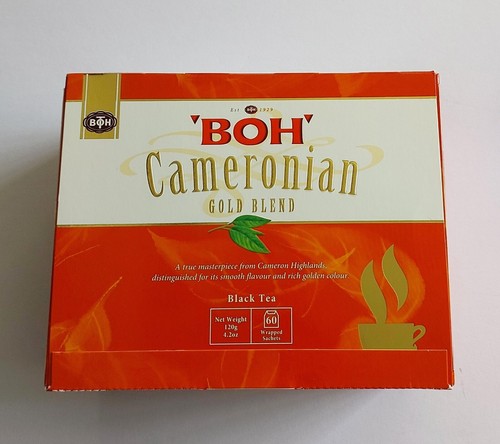 Est BOH 1929
BOH
'BOH'
Cameronian
GOLD BLEND
A true masterpiece from Cameron Highlands,
distinguished for its smooth flavour and rich golden colour
Black Tea
Net Weight
120g
4.2oz
60
Wrapped
Sachets